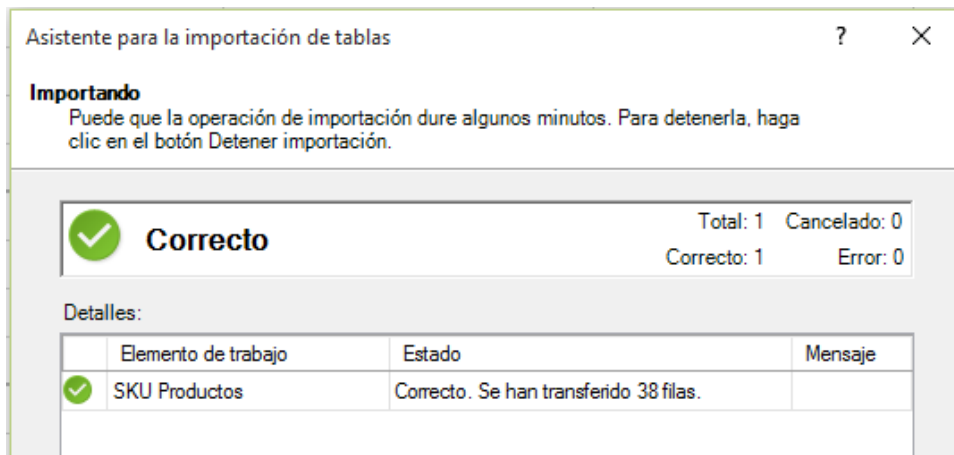 Asistente para la importación de tablas ? ×
Importando
Puede que la operación de importación dure algunos minutos. Para detenerla, haga
clic en el botón Detener importación.
Correcto
Total: 1 Cancelado: 0
Correcto: 1 Error: 0
Detalles:
Elemento de trabajo Estado Mensaje
SKU Productos Correcto. Se han transferido 38 filas.